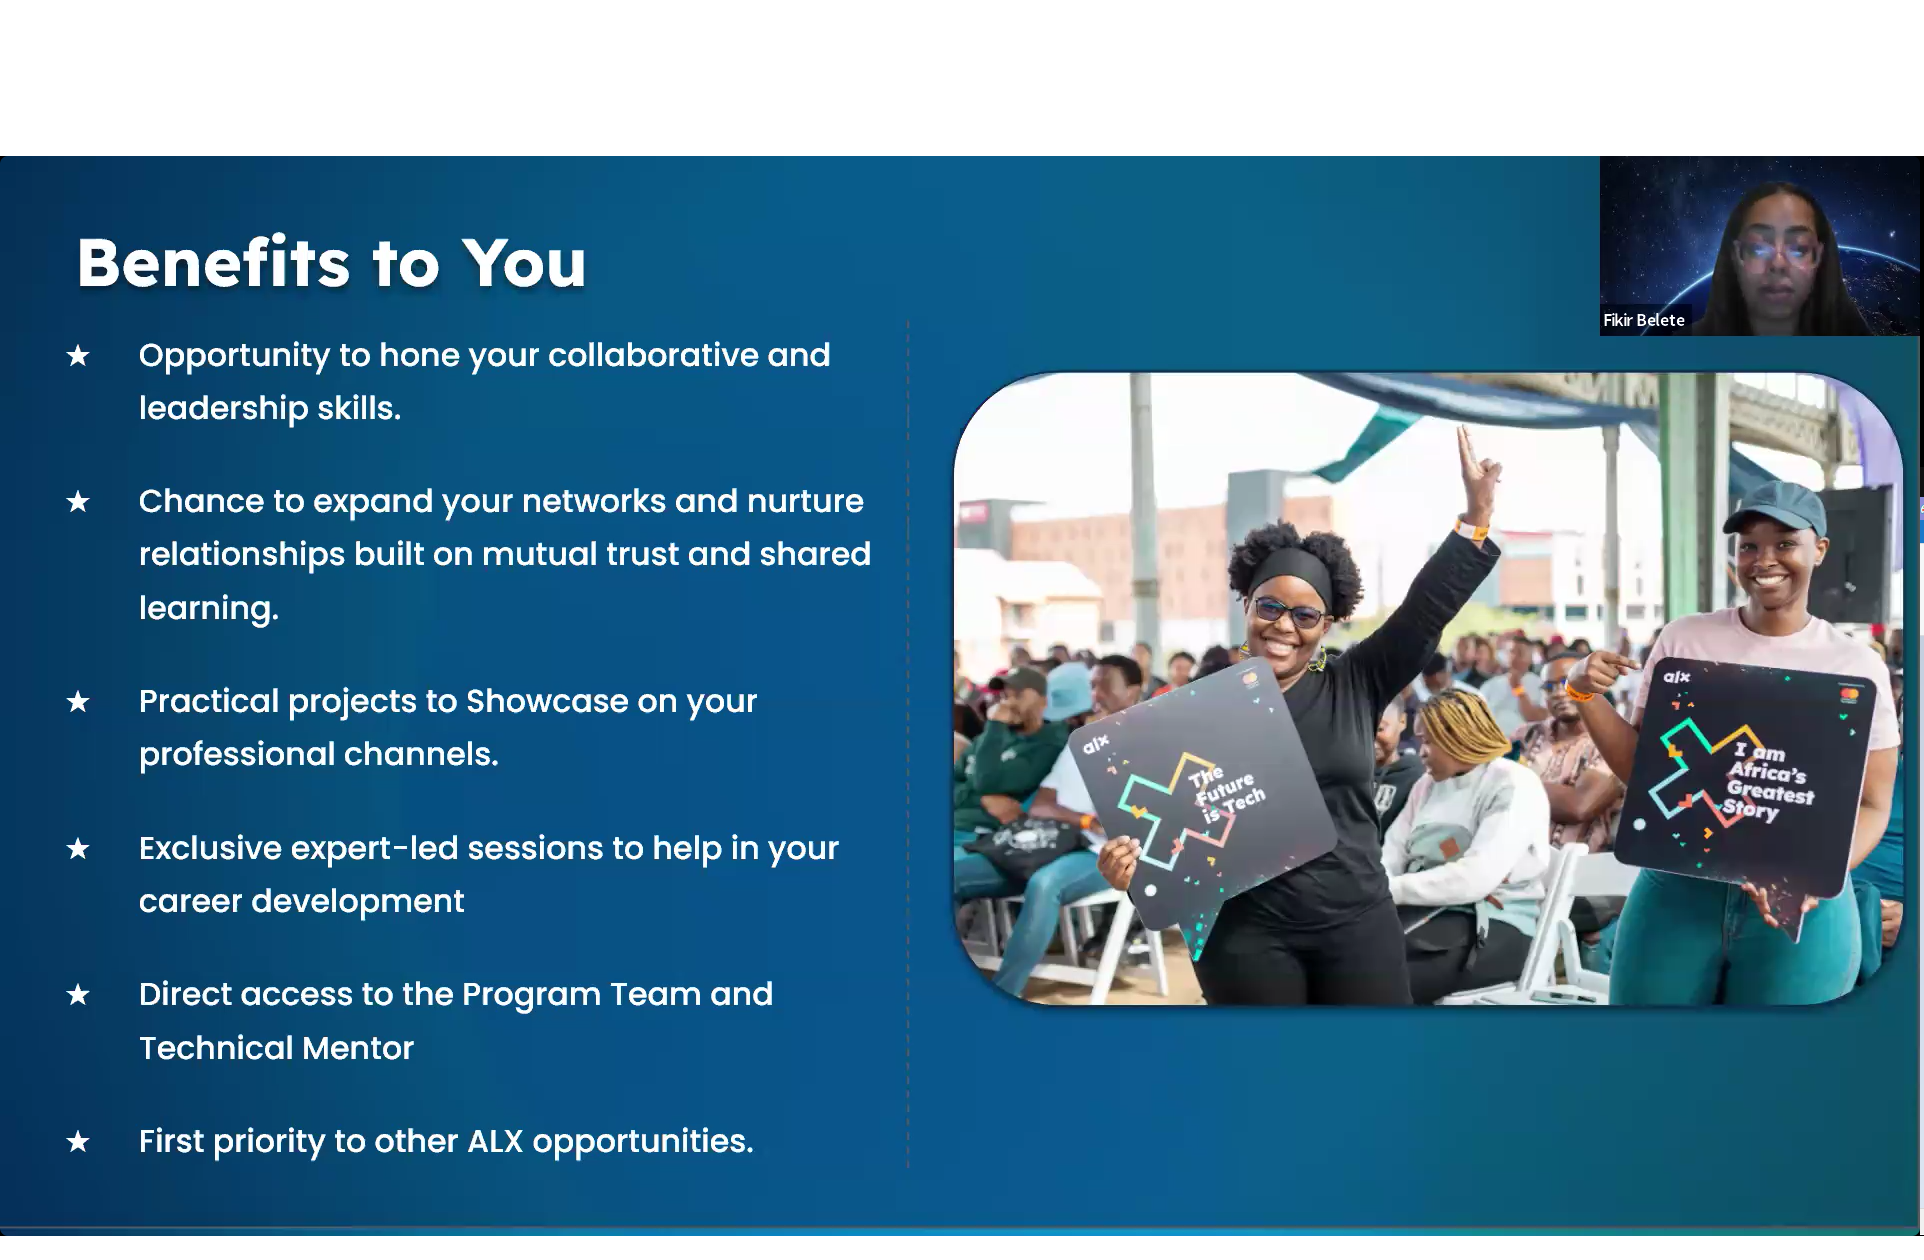 Benefits to You
★ Opportunity to hone your collaborative and
leadership skills.
★ Chance to expand your networks and nurture
relationships built on mutual trust and shared
learning.
★ Practical projects to Showcase on your
professional channels.
★ Exclusive expert-led sessions to help in your
career development
★ Direct access to the Program Team and
Technical Mentor
★ First priority to other ALX opportunities.
Fikir Belete
alx
The
Future
is Tech
alx
I am
Africa's
Greatest
Story